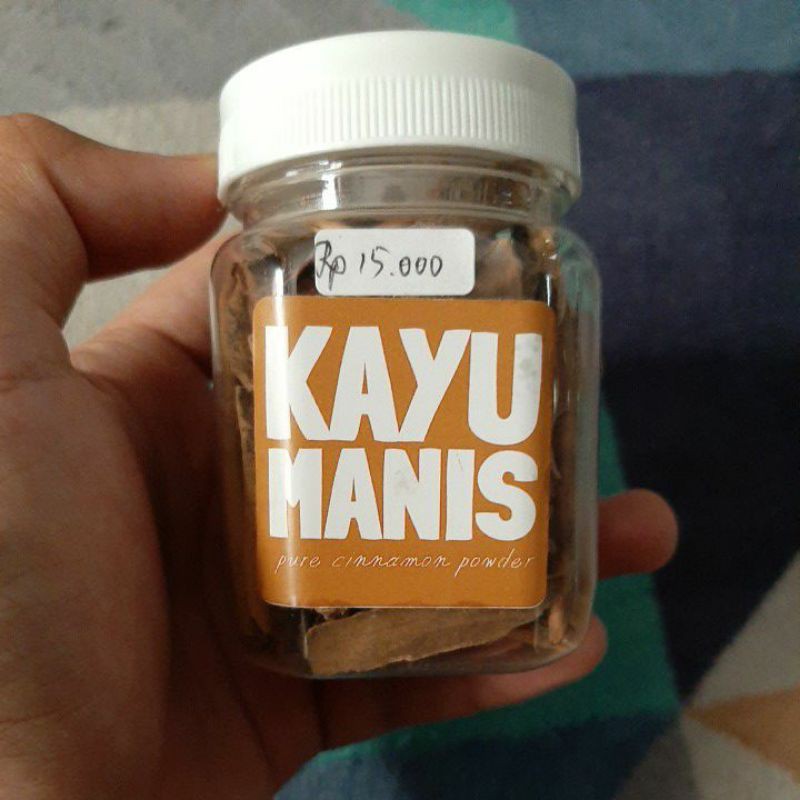 Rp 15.000
KAYU
MANIS
pure cinnamon powder